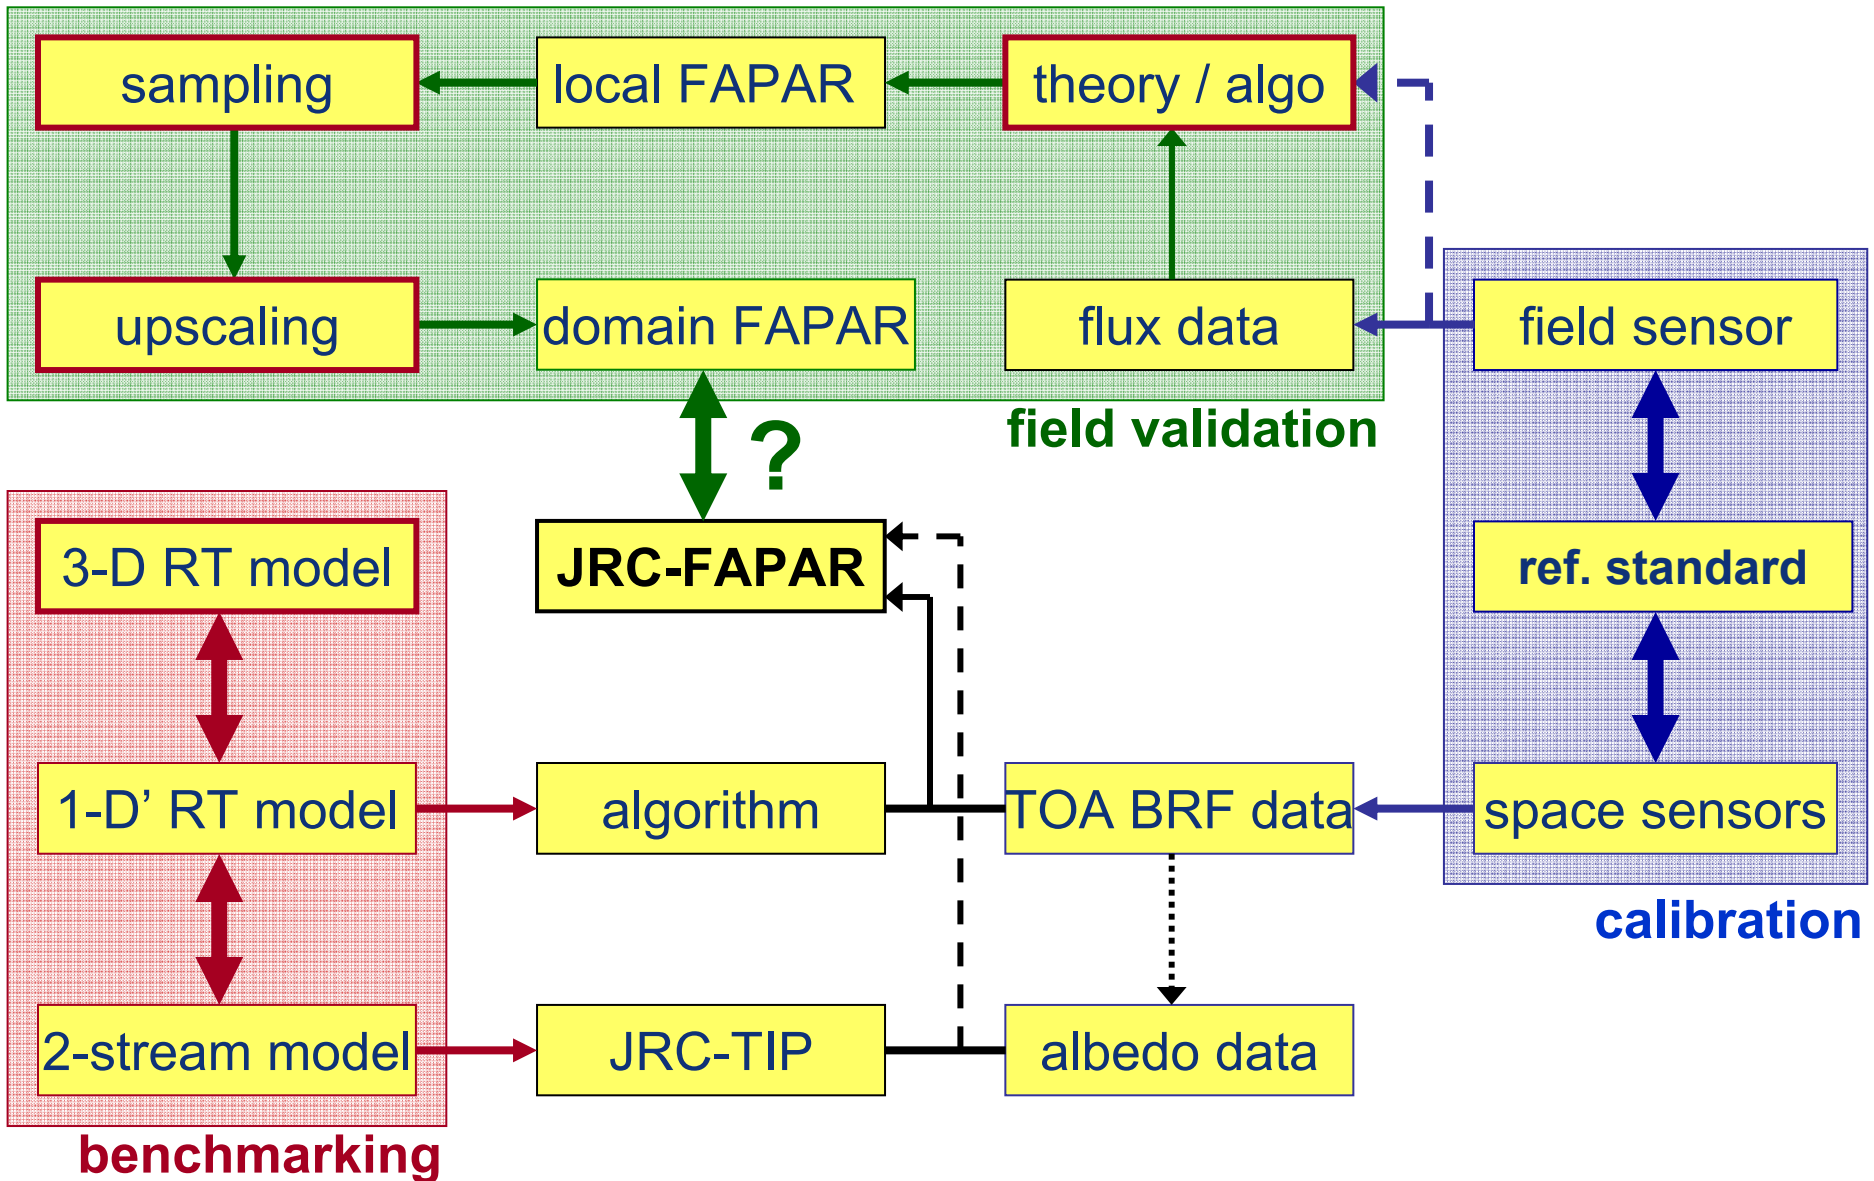 sampling
local FAPAR
theory / algo
upscaling
domain FAPAR
flux data
field sensor
field validation
?
3-D RT model
JRC-FAPAR
ref. standard
1-D’ RT model
algorithm
TOA BRF data
space sensors
calibration
2-stream model
JRC-TIP
albedo data
benchmarking